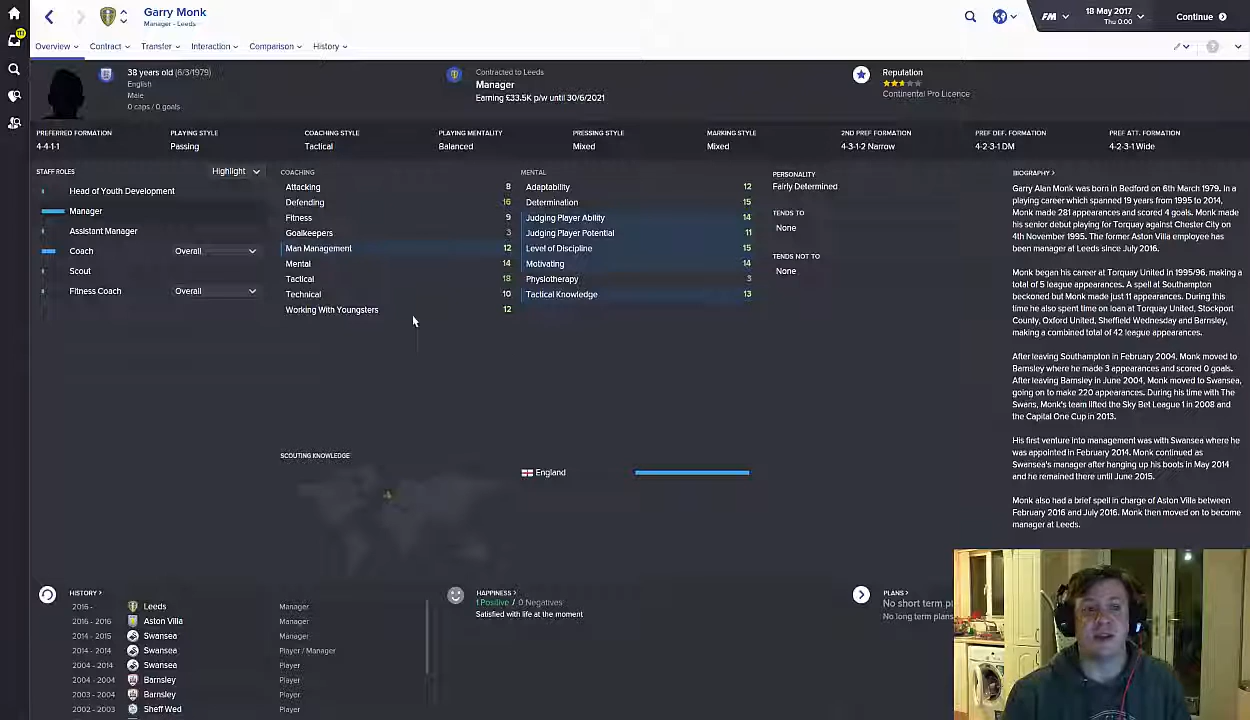 Garry Monk
Manager - Leeds
18 May 2017
Thu 0:00
FM
Continue
Overview
Contract
Transfer
Interaction
Comparison
History
38 years old (6/3/1979)
English
Male
0 caps / 0 goals
Contracted to Leeds
Manager
Earning £33.5K p/w until 30/6/2021
Reputation
Continental Pro Licence
PREFERRED FORMATION
4-4-1-1
PLAYING STYLE
Passing
COACHING STYLE
Tactical
PLAYING MENTALITY
Balanced
PRESSING STYLE
Mixed
MARKING STYLE
Mixed
2ND PREF FORMATION
4-3-1-2 Narrow
PREF DEF. FORMATION
4-2-3-1 DM
PREF ATT. FORMATION
4-2-3-1 Wide
STAFF ROLES
Highlight
Head of Youth Development
Manager
Assistant Manager
Coach Overall
Scout
Fitness Coach Overall
COACHING
Attacking 8
Defending 16
Fitness 9
Goalkeepers 3
Man Management 12
Mental 14
Tactical 18
Technical 10
Working With Youngsters 12
MENTAL
Adaptability 12
Determination 15
Judging Player Ability 14
Judging Player Potential 11
Level of Discipline 15
Motivating 14
Physiotherapy 3
Tactical Knowledge 13
PERSONALITY
Fairly Determined
TENDS TO
None
TENDS NOT TO
None
BIOGRAPHY >
Garry Alan Monk was born in Bedford on 6th March 1979. In a
playing career which spanned 19 years from 1995 to 2014,
Monk made 281 appearances and scored 4 goals. Monk made
his senior debut playing for Torquay against Chester City on
4th November 1995. The former Aston Villa employee has
been manager at Leeds since July 2016.
Monk began his career at Torquay United in 1995/96, making a
total of 5 league appearances. A spell at Southampton
beckoned but Monk made just 11 appearances. During this
time he also spent time on loan at Torquay United, Stockport
County, Oxford United, Sheffield Wednesday and Barnsley,
making a combined total of 42 league appearances.
After leaving Southampton in February 2004, Monk moved to
Barnsley where he made 3 appearances and scored 0 goals.
After leaving Barnsley in June 2004, Monk moved to Swansea,
going on to make 220 appearances. During his time with The
Swans, Monk's team lifted the Sky Bet League 1 in 2008 and
the Capital One Cup in 2013.
His first venture into management was with Swansea where he
was appointed in February 2014. Monk continued as
Swansea's manager after hanging up his boots in May 2014
and he remained there until June 2015.
Monk also had a brief spell in charge of Aston Villa between
February 2016 and July 2016. Monk then moved on to become
manager at Leeds.
SCOUTING KNOWLEDGE
England
HISTORY >
2016 - Leeds Manager
2016 - 2016 Aston Villa Manager
2014 - 2015 Swansea Manager
2014 - 2014 Swansea Player / Manager
2004 - 2014 Swansea Player
2004 - 2004 Barnsley Player
2003 - 2004 Barnsley Player
2002 - 2003 Sheff Wed Player
HAPPINESS >
1 Positive / 0 Negatives
Satisfied with life at the moment
PLANS >
No short term pl
No long term plans